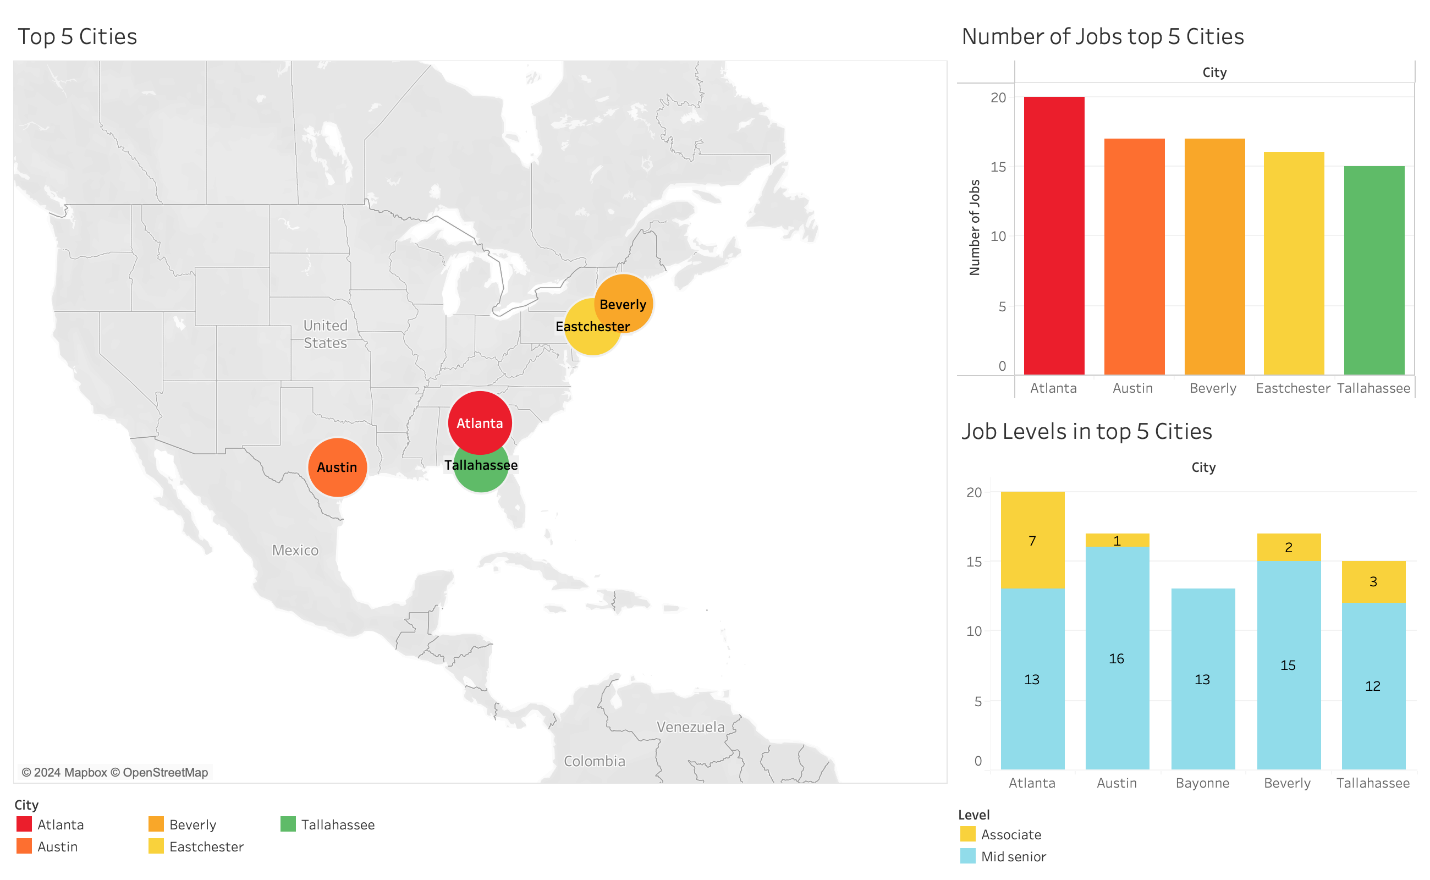 Top 5 Cities
United
States
Mexico
Venezuela
Colombia
Beverly
Eastchester
Atlanta
Tallahassee
Austin
© 2024 Mapbox © OpenStreetMap
City
Atlanta
Beverly
Tallahassee
Austin
Eastchester
Number of Jobs top 5 Cities
City
Number of Jobs
20
15
10
5
0
Atlanta Austin Beverly Eastchester Tallahassee
Job Levels in top 5 Cities
City
20
15
10
5
0
7
1
2
3
13
16
13
15
12
Atlanta Austin Bayonne Beverly Tallahassee
Level
Associate
Mid senior